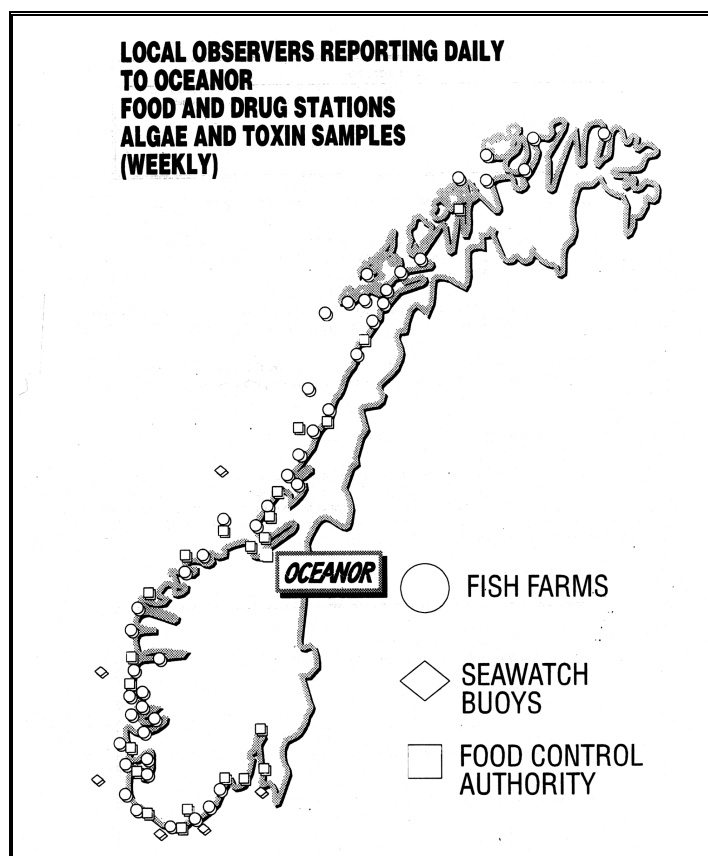 LOCAL OBSERVERS REPORTING DAILY
TO OCEANOR
FOOD AND DRUG STATIONS
ALGAE AND TOXIN SAMPLES
(WEEKLY)
OCEANOR
FISH FARMS
SEAWATCH
BUOYS
FOOD CONTROL
AUTHORITY